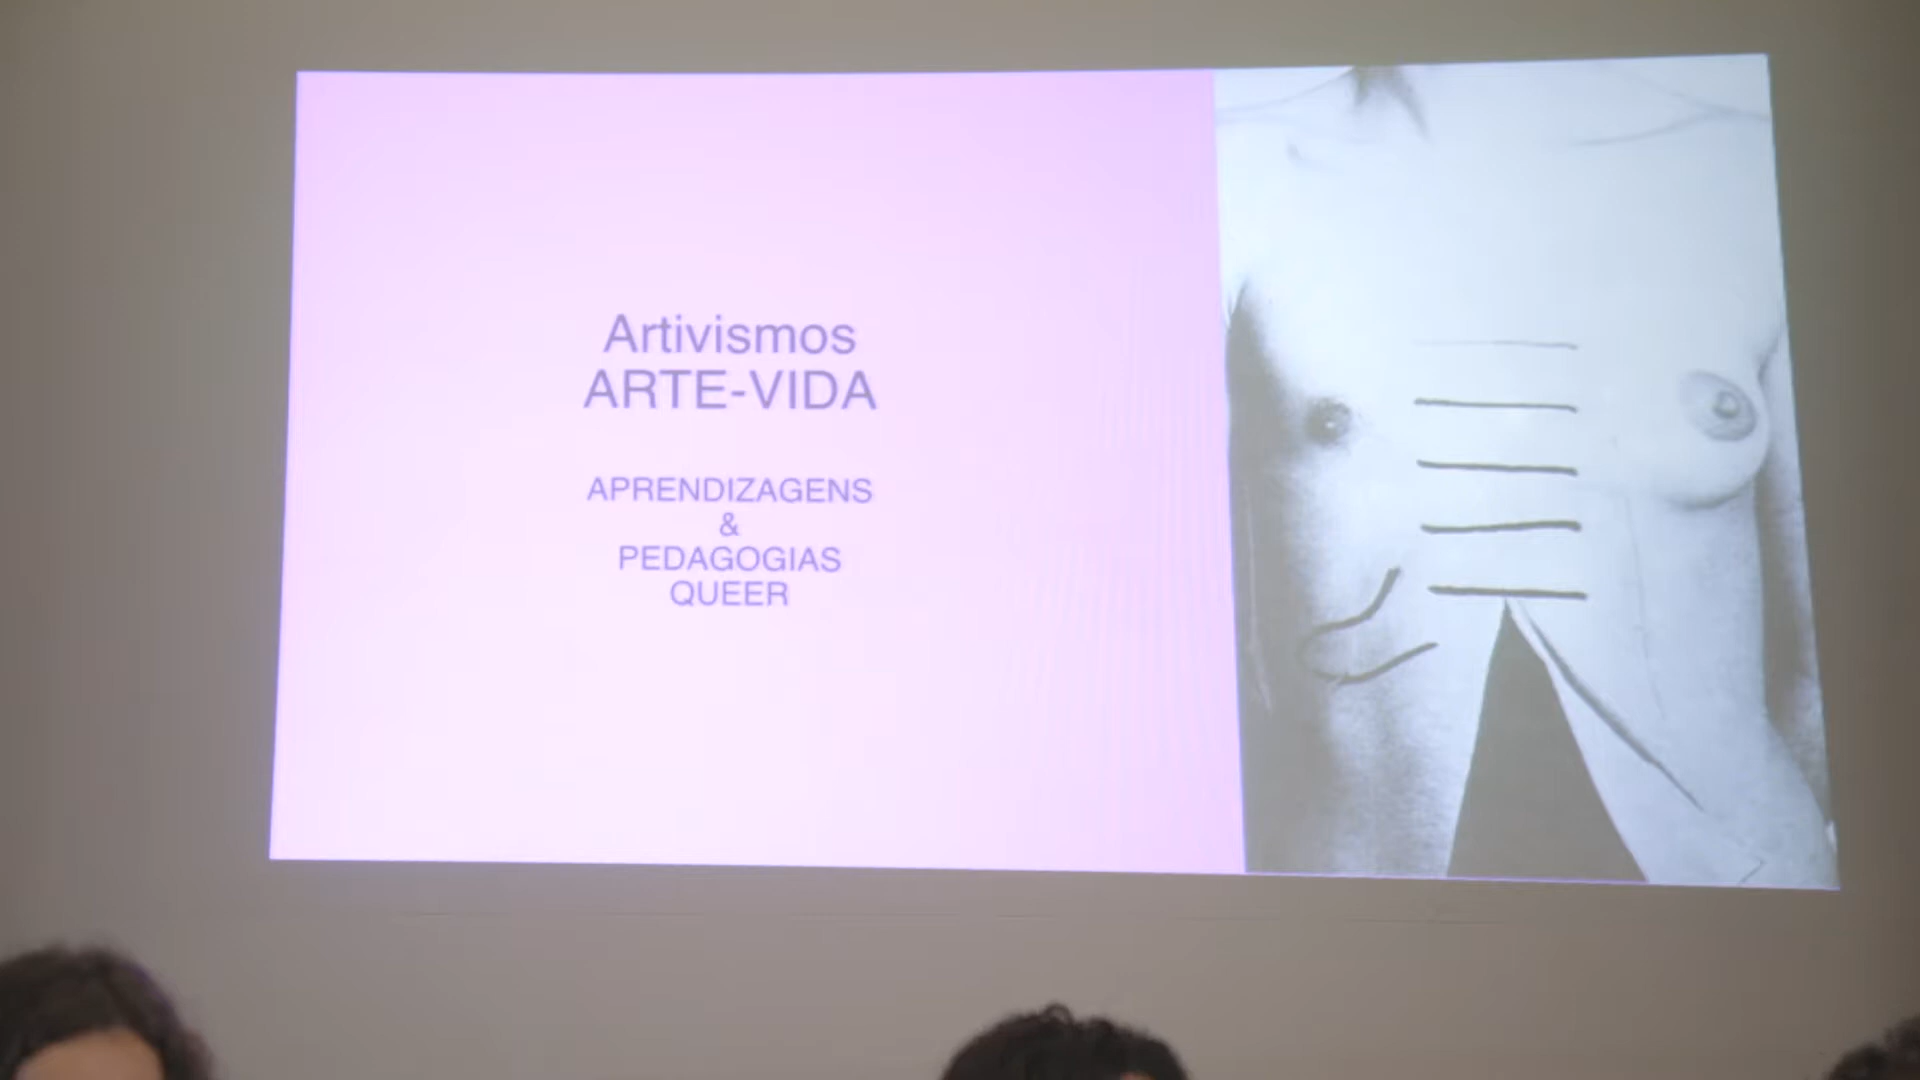 Artivismos
ARTE-VIDA
APRENDIZAGENS
&
PEDAGOGIAS
QUEER